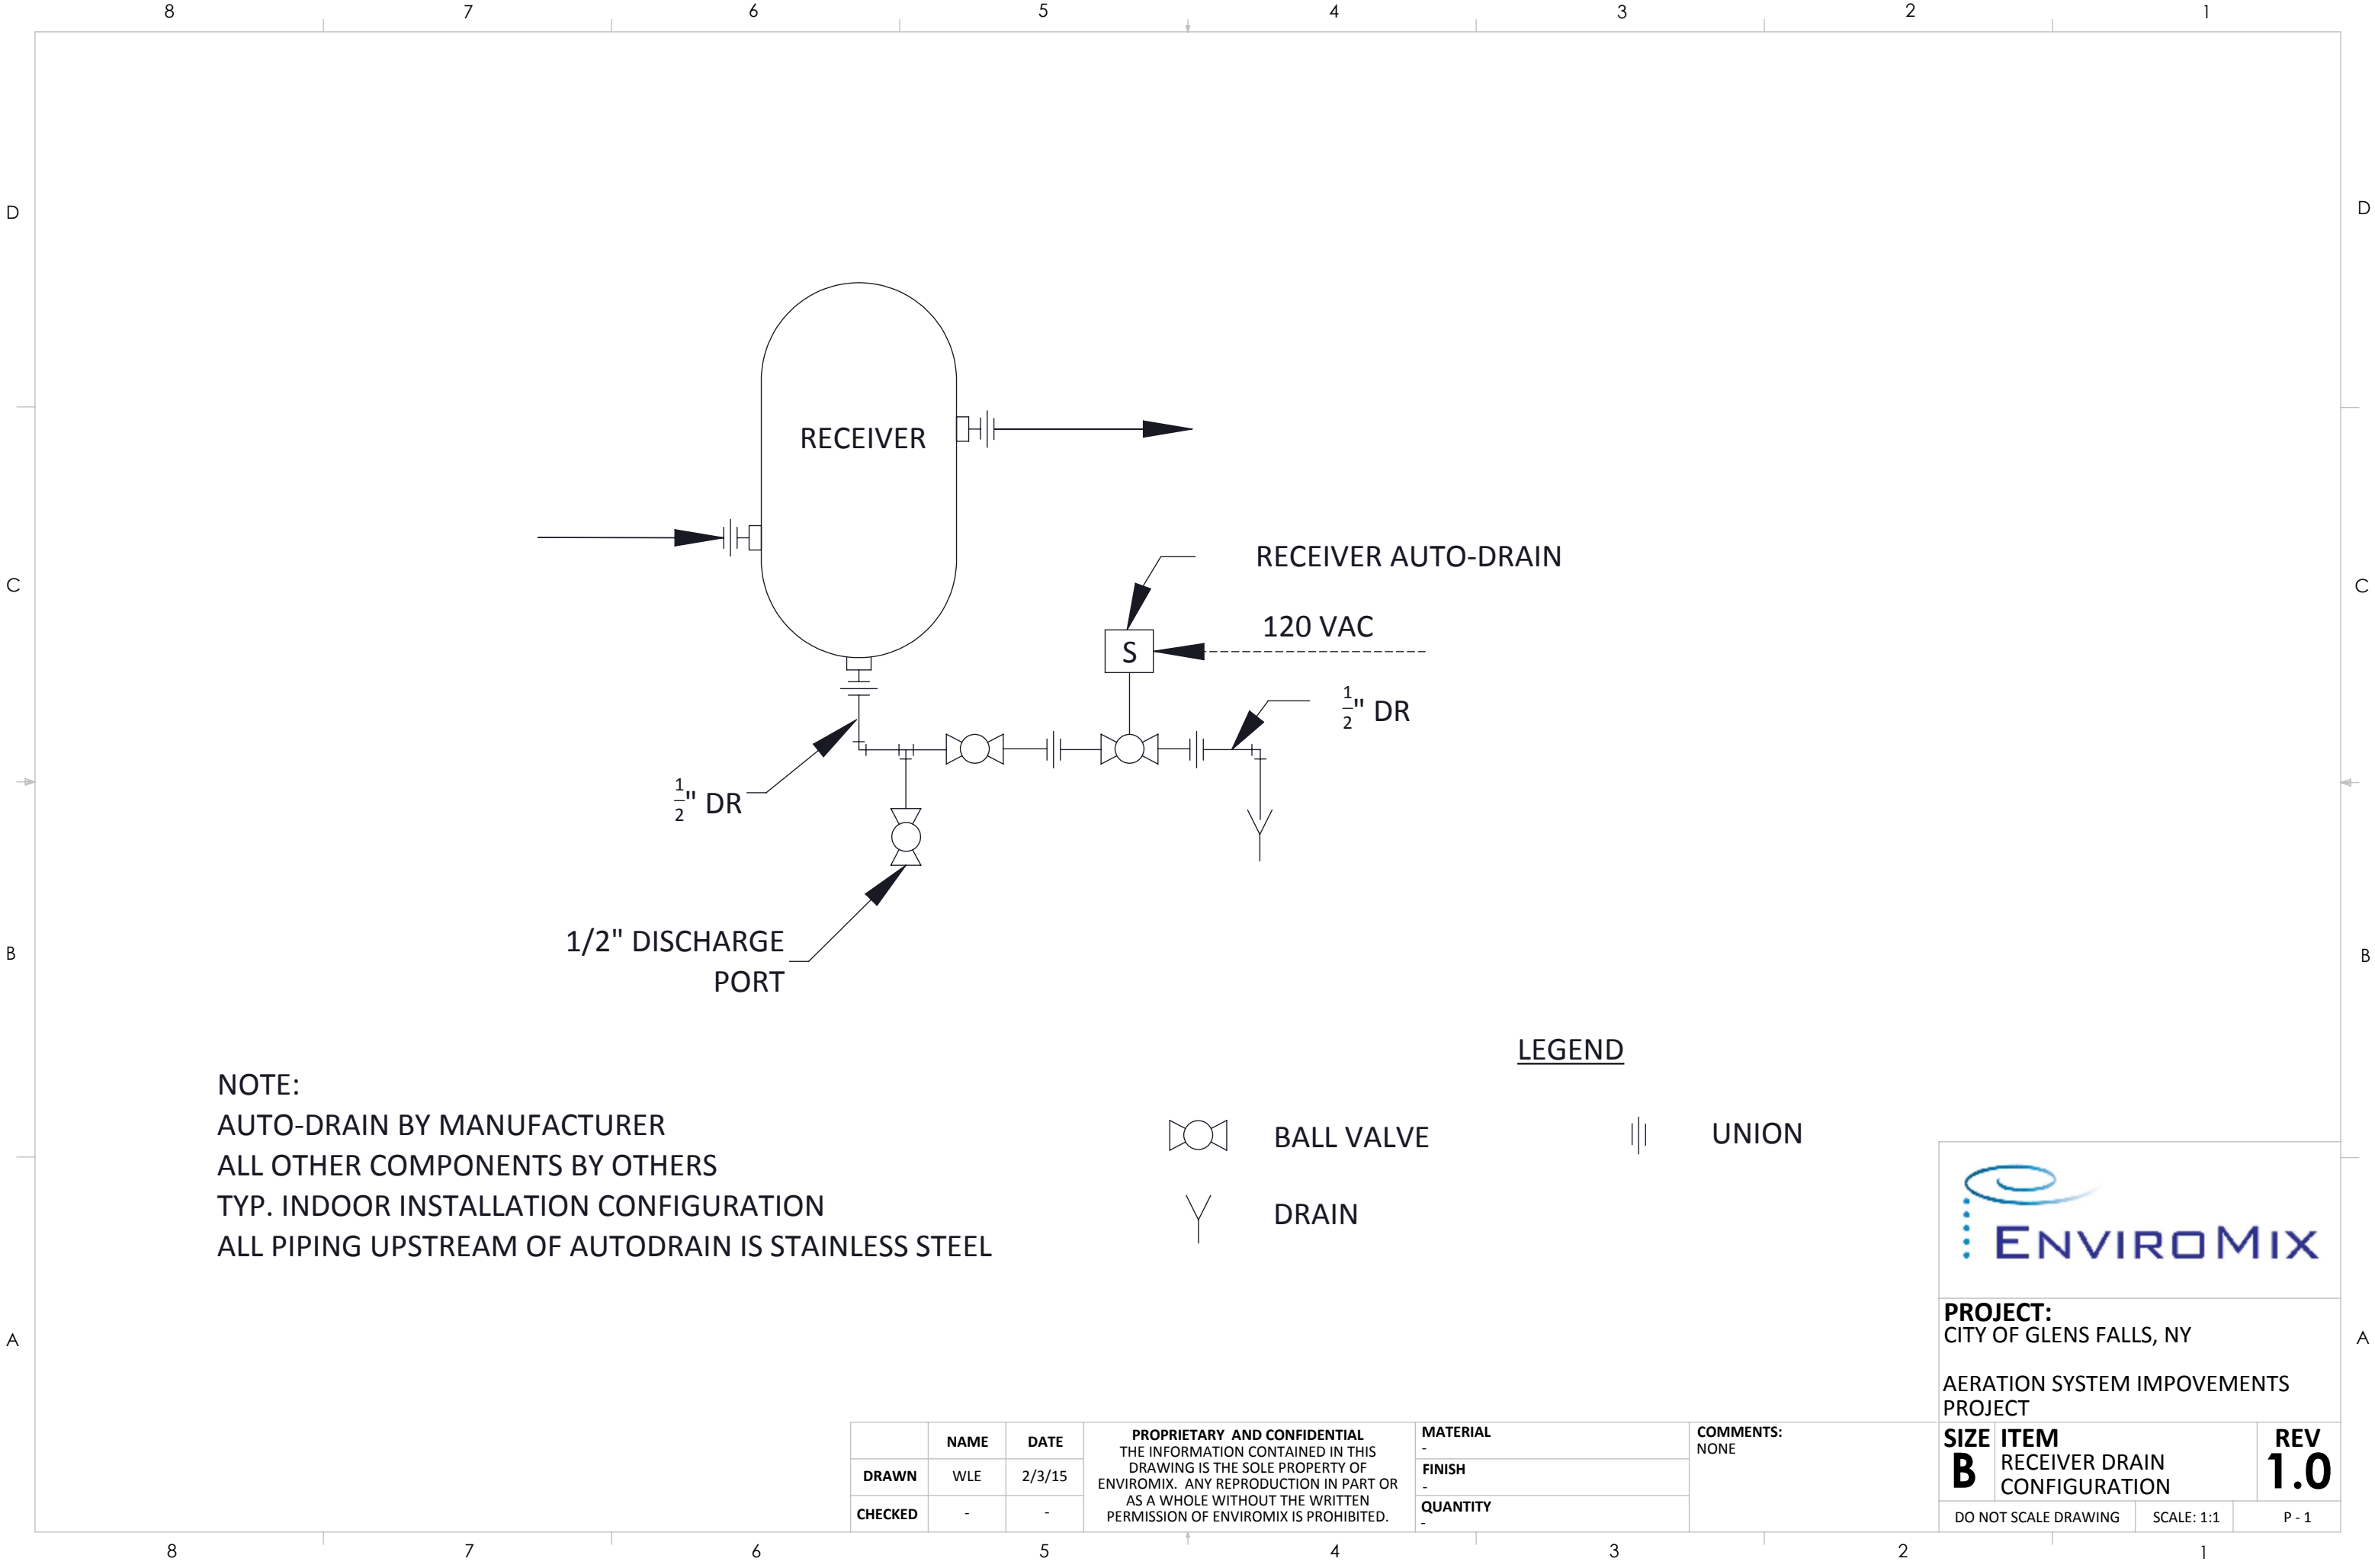 8 7 6 5 4 3 2 1
D D
RECEIVER
RECEIVER AUTO-DRAIN
C C
120 VAC
S
1/2" DR
1/2" DR
1/2" DISCHARGE
PORT
B B
LEGEND
NOTE:
AUTO-DRAIN BY MANUFACTURER
ALL OTHER COMPONENTS BY OTHERS
TYP. INDOOR INSTALLATION CONFIGURATION
ALL PIPING UPSTREAM OF AUTODRAIN IS STAINLESS STEEL
BALL VALVE
UNION
DRAIN
ENVIROMIX
A A
PROJECT:
CITY OF GLENS FALLS, NY
AERATION SYSTEM IMPOVEMENTS
PROJECT
NAME DATE
DRAWN WLE 2/3/15
CHECKED - -
PROPRIETARY AND CONFIDENTIAL
THE INFORMATION CONTAINED IN THIS
DRAWING IS THE SOLE PROPERTY OF
ENVIROMIX. ANY REPRODUCTION IN PART OR
AS A WHOLE WITHOUT THE WRITTEN
PERMISSION OF ENVIROMIX IS PROHIBITED.
MATERIAL
-
FINISH
-
QUANTITY
-
COMMENTS:
NONE
SIZE
B
ITEM
RECEIVER DRAIN
CONFIGURATION
REV
1.0
DO NOT SCALE DRAWING
SCALE: 1:1
P - 1
8 7 6 5 4 3 2 1